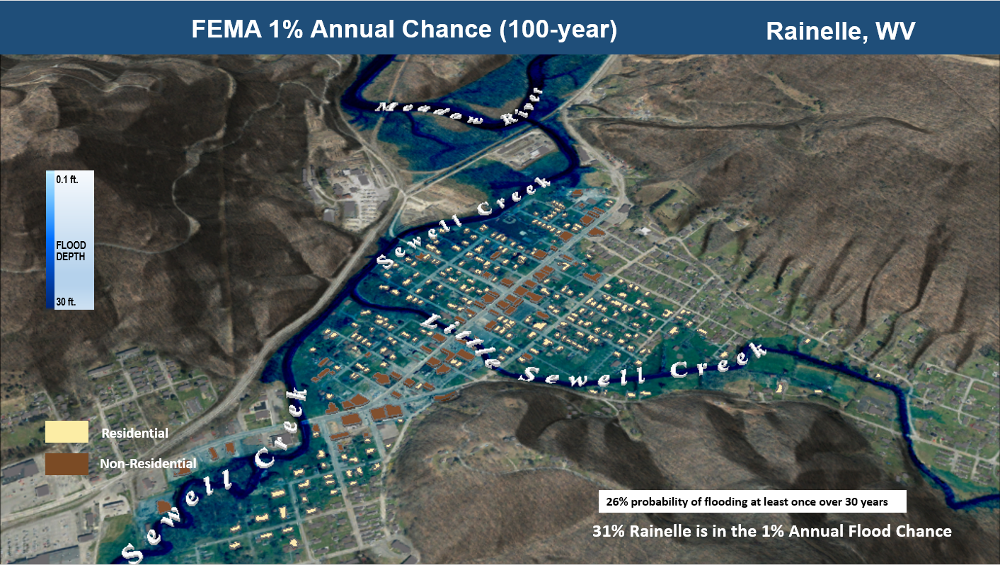 FEMA 1% Annual Chance (100-year)
Rainelle, WV
Meadow River
Sewell Creek
0.1 ft.
FLOOD
DEPTH
30 ft.
Little Sewell Creek
Sewell Creek
Residential
Non-Residential
26% probability of flooding at least once over 30 years
31% Rainelle is in the 1% Annual Flood Chance